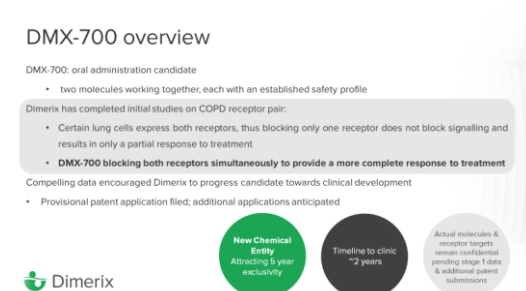 DMX-700 overview
DMX-700: oral administration candidate
• two molecules working together, each with an established safety profile
Dimerix has completed initial studies on COPD receptor pair:
• Certain lung cells express both receptors, thus blocking only one receptor does not block signalling and
results in only a partial response to treatment
• DMX-700 blocking both receptors simultaneously to provide a more complete response to treatment
Compelling data encouraged Dimerix to progress candidate towards clinical development
• Provisional patent application filed; additional applications anticipated
New Chemical
Entity
Attracting 5 year
exclusivity
Timeline to clinic
~2 years
Actual molecules &
receptor targets
remain confidential
pending stage 1 data
& additional patent
submissions
Dimerix